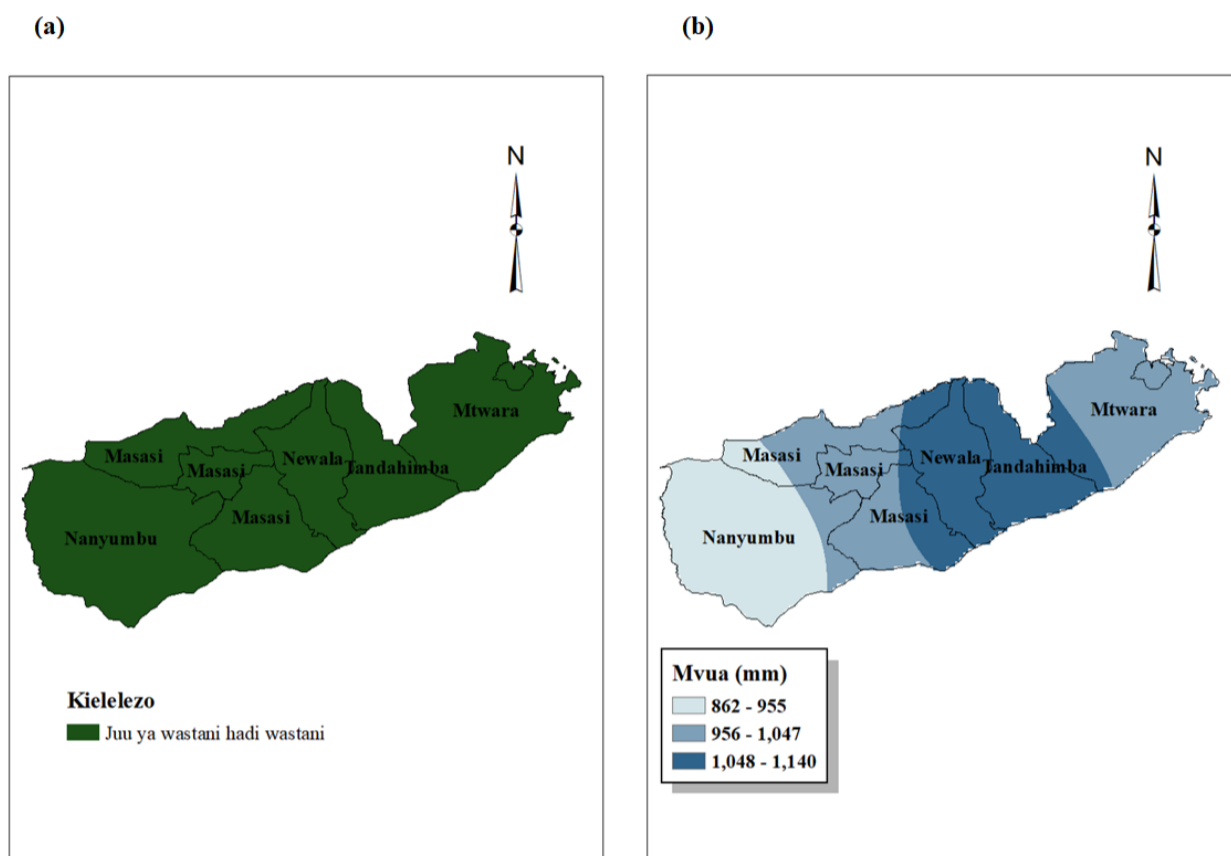 (a)
N
Mtwara
Masasi
Masasi
Newala
Tandahimba
Masasi
Nanyumbu
Kielelezo
Juu ya wastani hadi wastani
(b)
N
Mtwara
Masasi
Masasi
Newala
Tandahimba
Masasi
Nanyumbu
Mvua (mm)
862 - 955
956 - 1,047
1,048 - 1,140